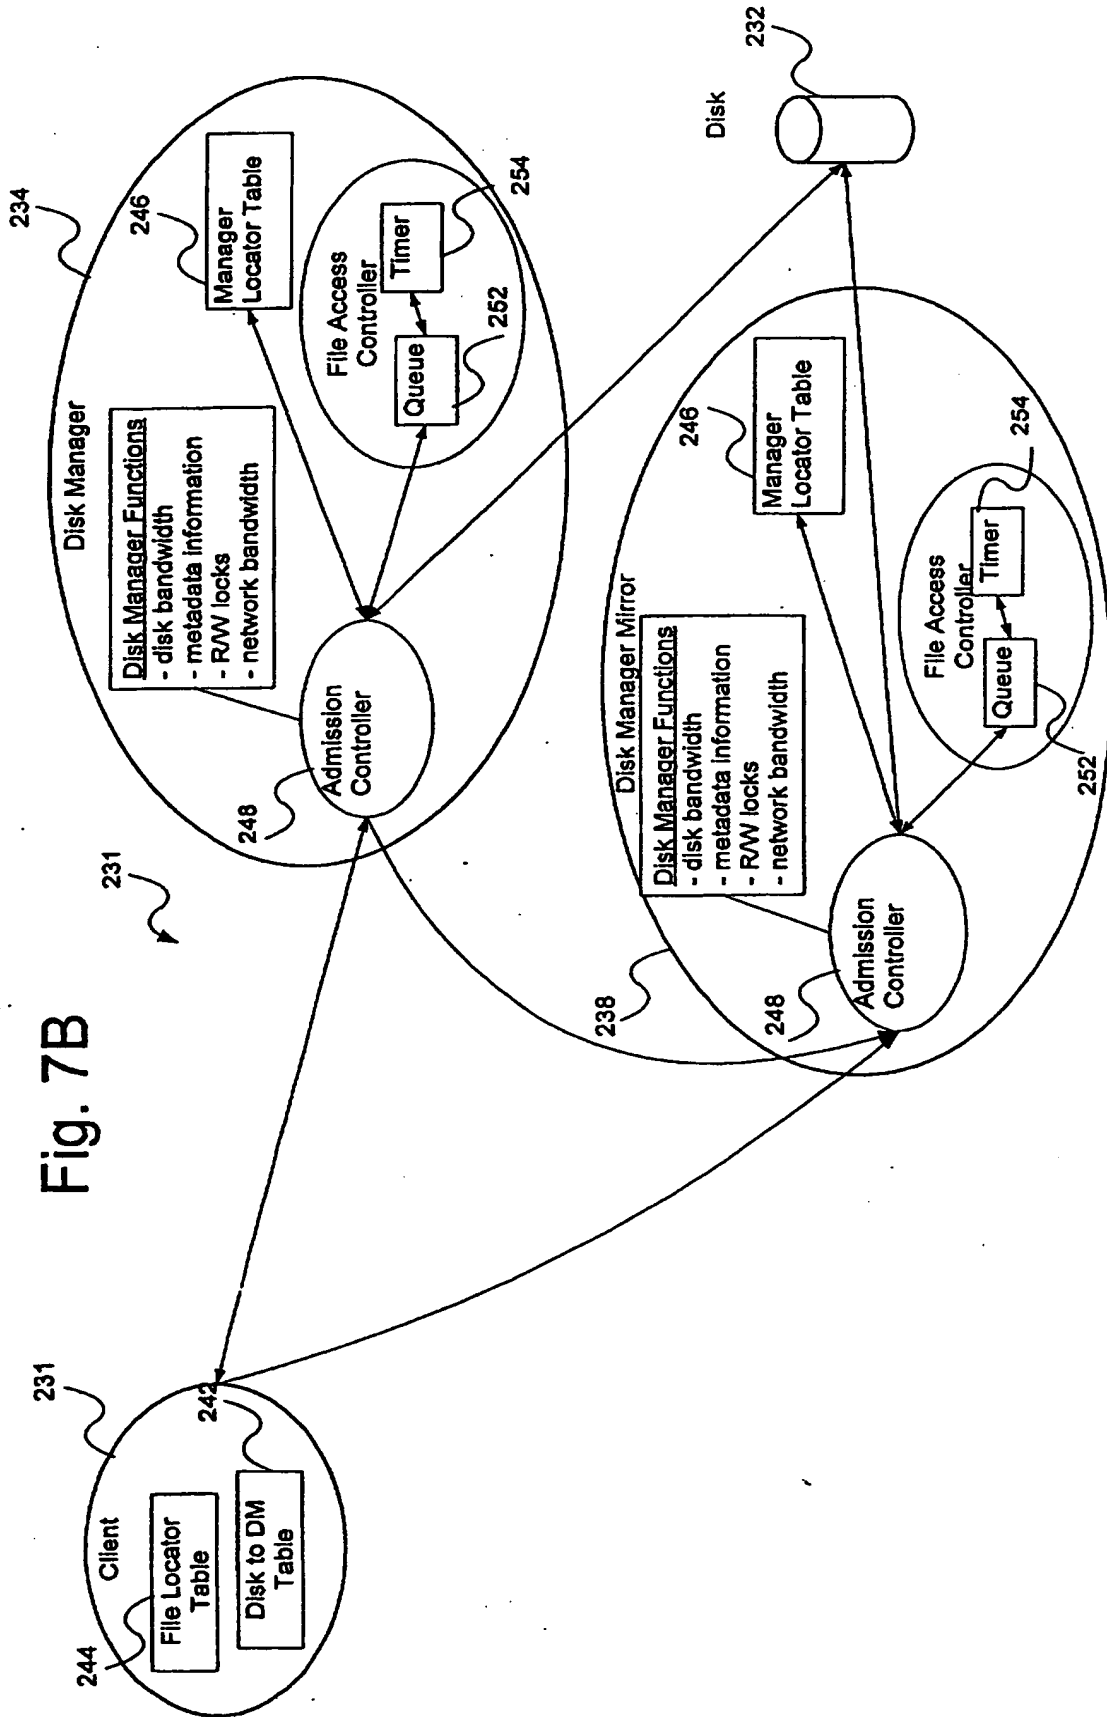 Fig. 7B
231
231
Client
244
File Locator
Table
242
Disk to DM
Table
234
Disk Manager
Disk Manager Functions
- disk bandwidth
- metadata information
- R/W locks
- network bandwidth
246
Manager
Locator Table
248
Admission
Controller
File Access
Controller
Queue
Timer
252
254
238
Disk Manager Mirror
Disk Manager Functions
- disk bandwidth
- metadata information
- R/W locks
- network bandwidth
246
Manager
Locator Table
248
Admission
Controller
File Access
Controller
Queue
Timer
252
254
Disk
232